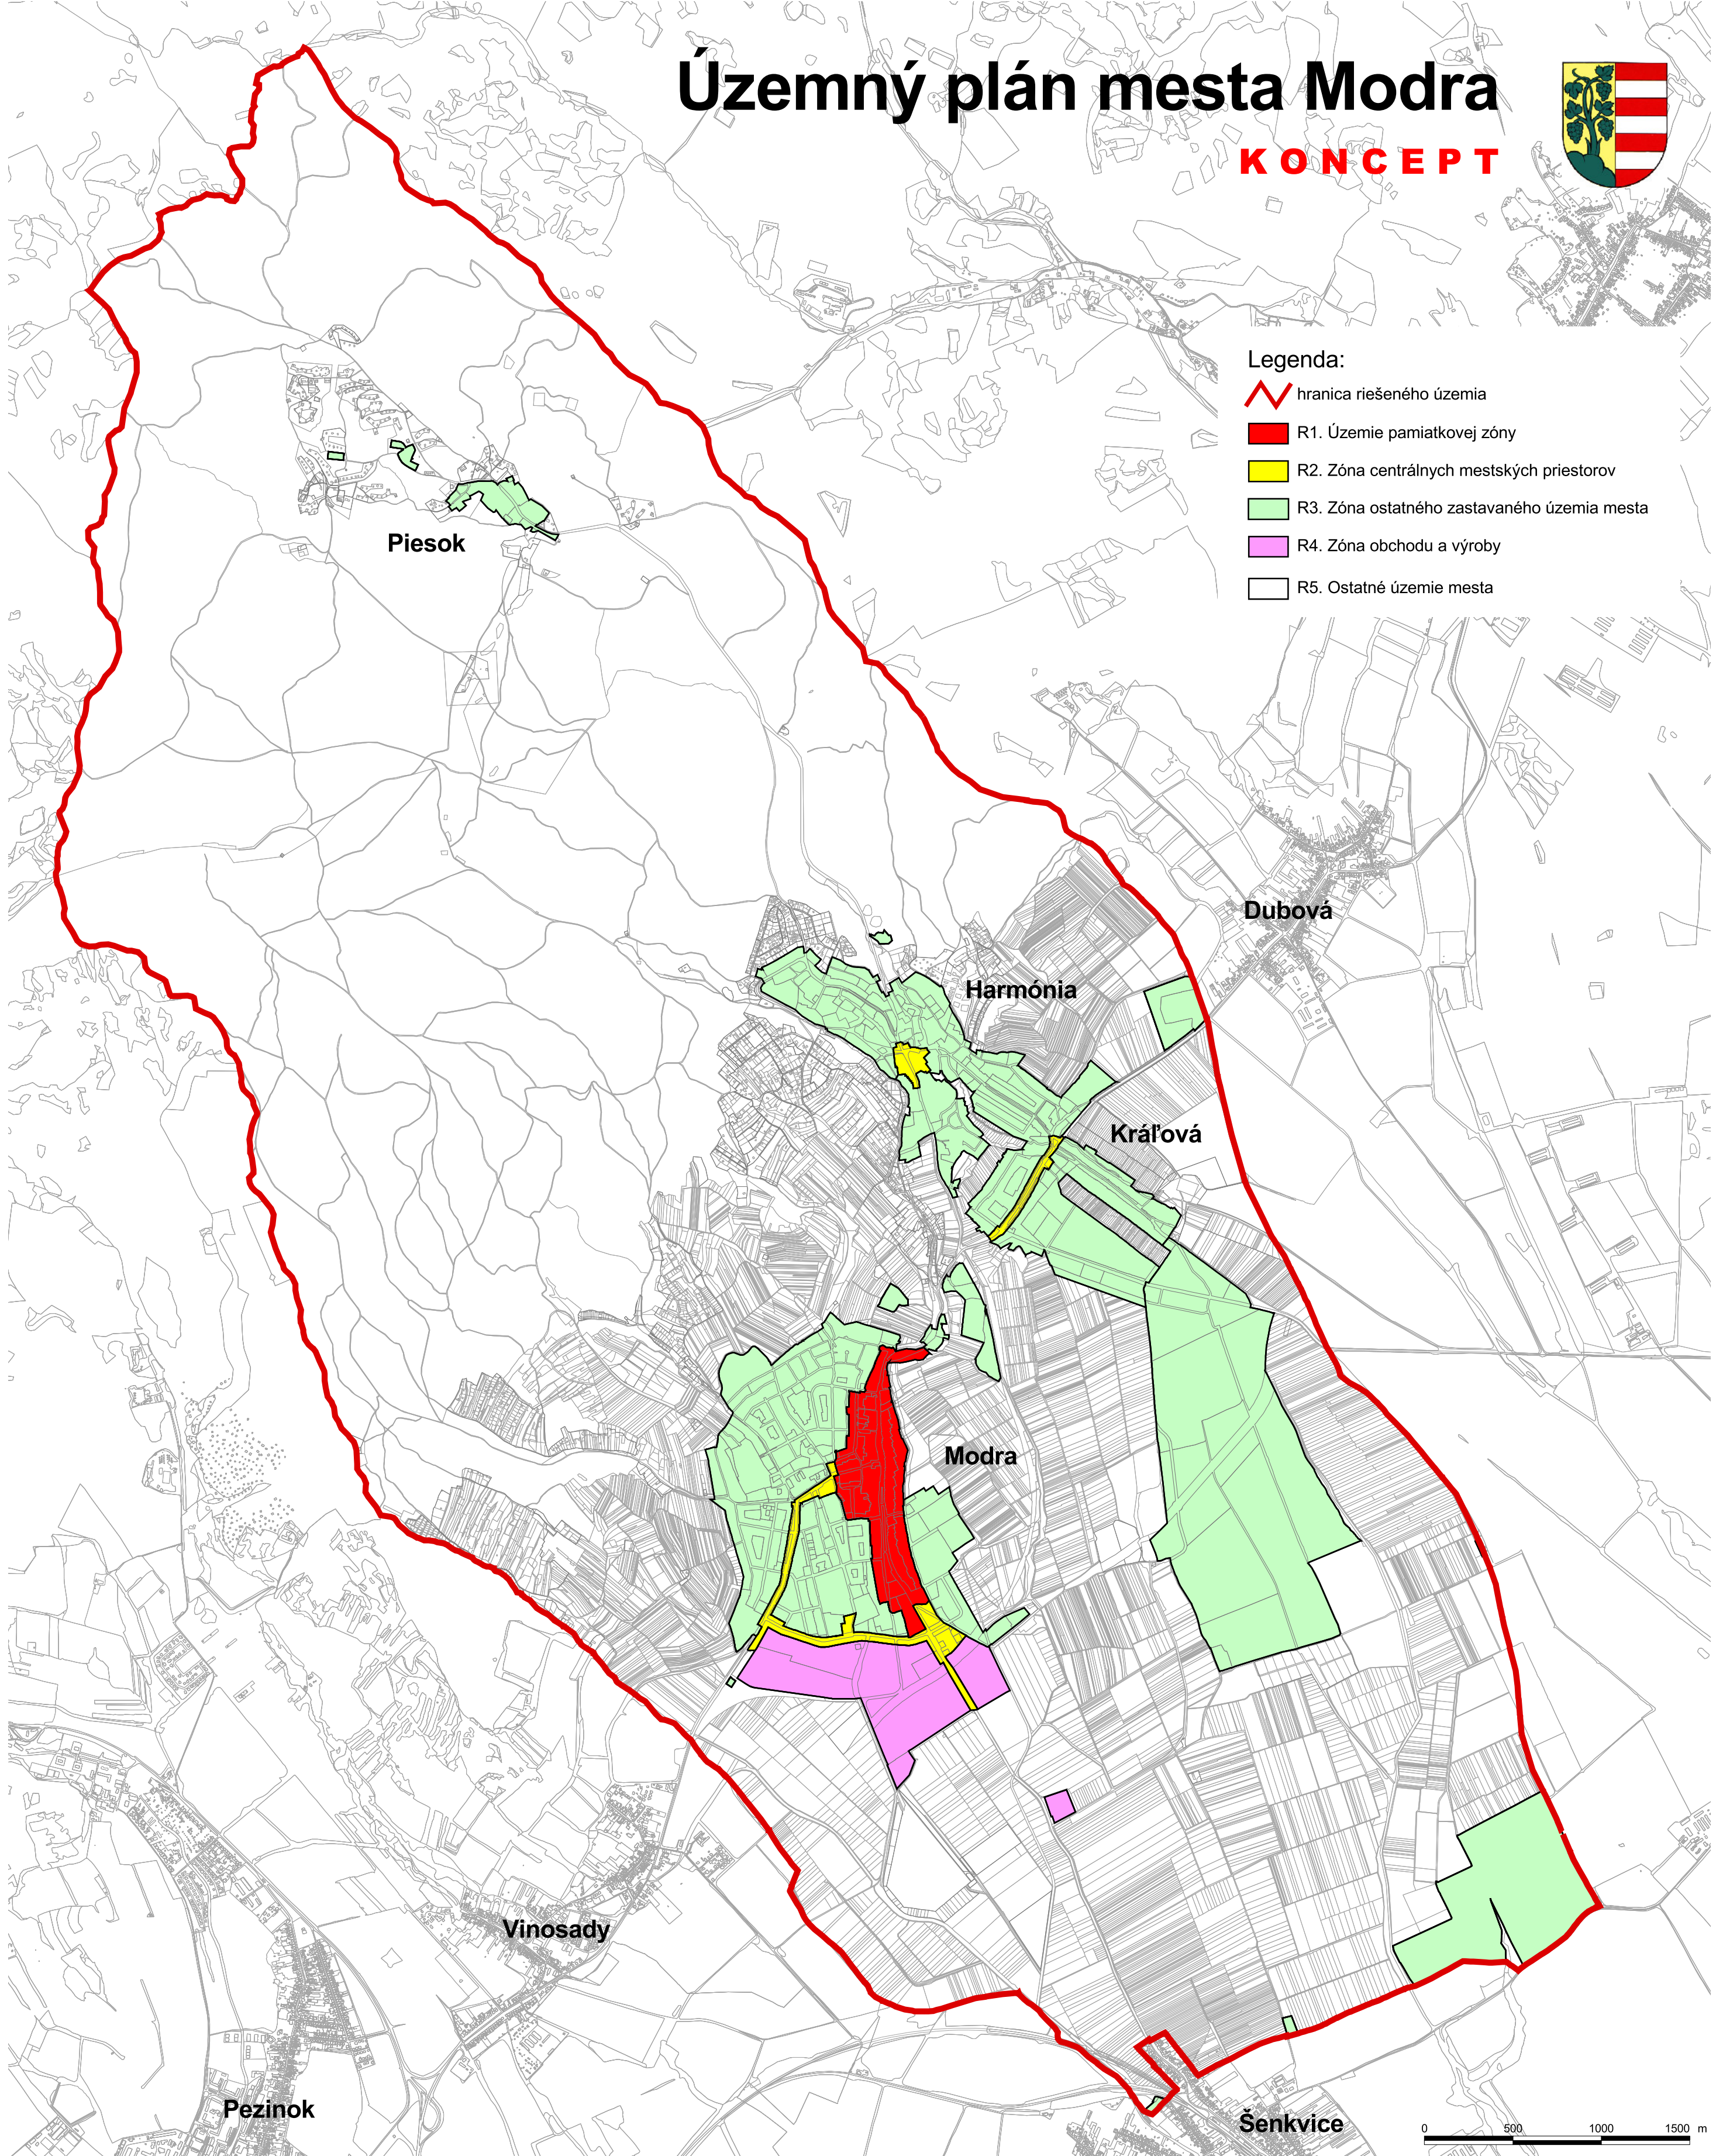 Územný plán mesta Modra
KONCEPT
Legenda:
hranica riešeného územia
R1. Územie pamiatkovej zóny
R2. Zóna centrálnych mestských priestorov
R3. Zóna ostatného zastavaného územia mesta
R4. Zóna obchodu a výroby
R5. Ostatné územie mesta
Piesok
Dubová
Harmónia
Kráľová
Modra
Vinosady
Pezinok
Šenkvice
0 500 1000 1500 m